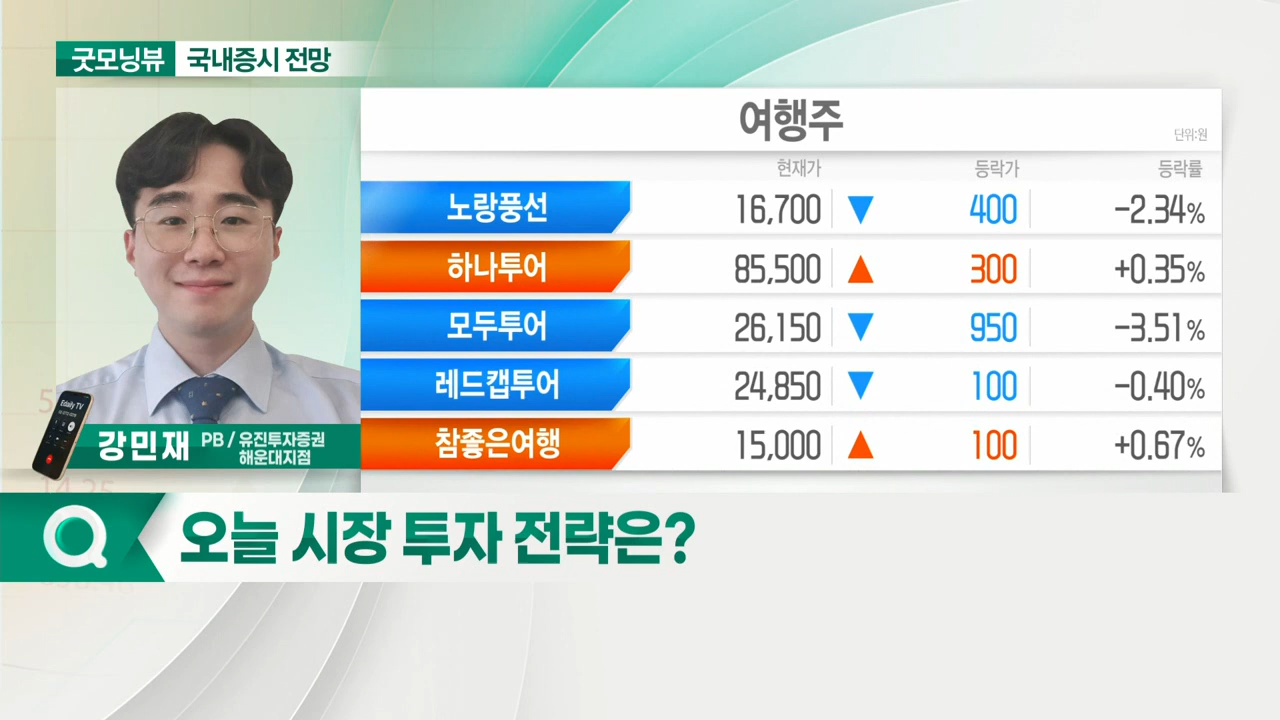 굿모닝뷰 국내증시 전망
여행주
단위:원
현재가 등락가 등락률
노랑풍선 16,700 ▼ 400 -2.34%
하나투어 85,500 ▲ 300 +0.35%
모두투어 26,150 ▼ 950 -3.51%
레드캡투어 24,850 ▼ 100 -0.40%
참좋은여행 15,000 ▲ 100 +0.67%
Edaily TV
강민재 PB / 유진투자증권
해운대지점
오늘 시장 투자 전략은?